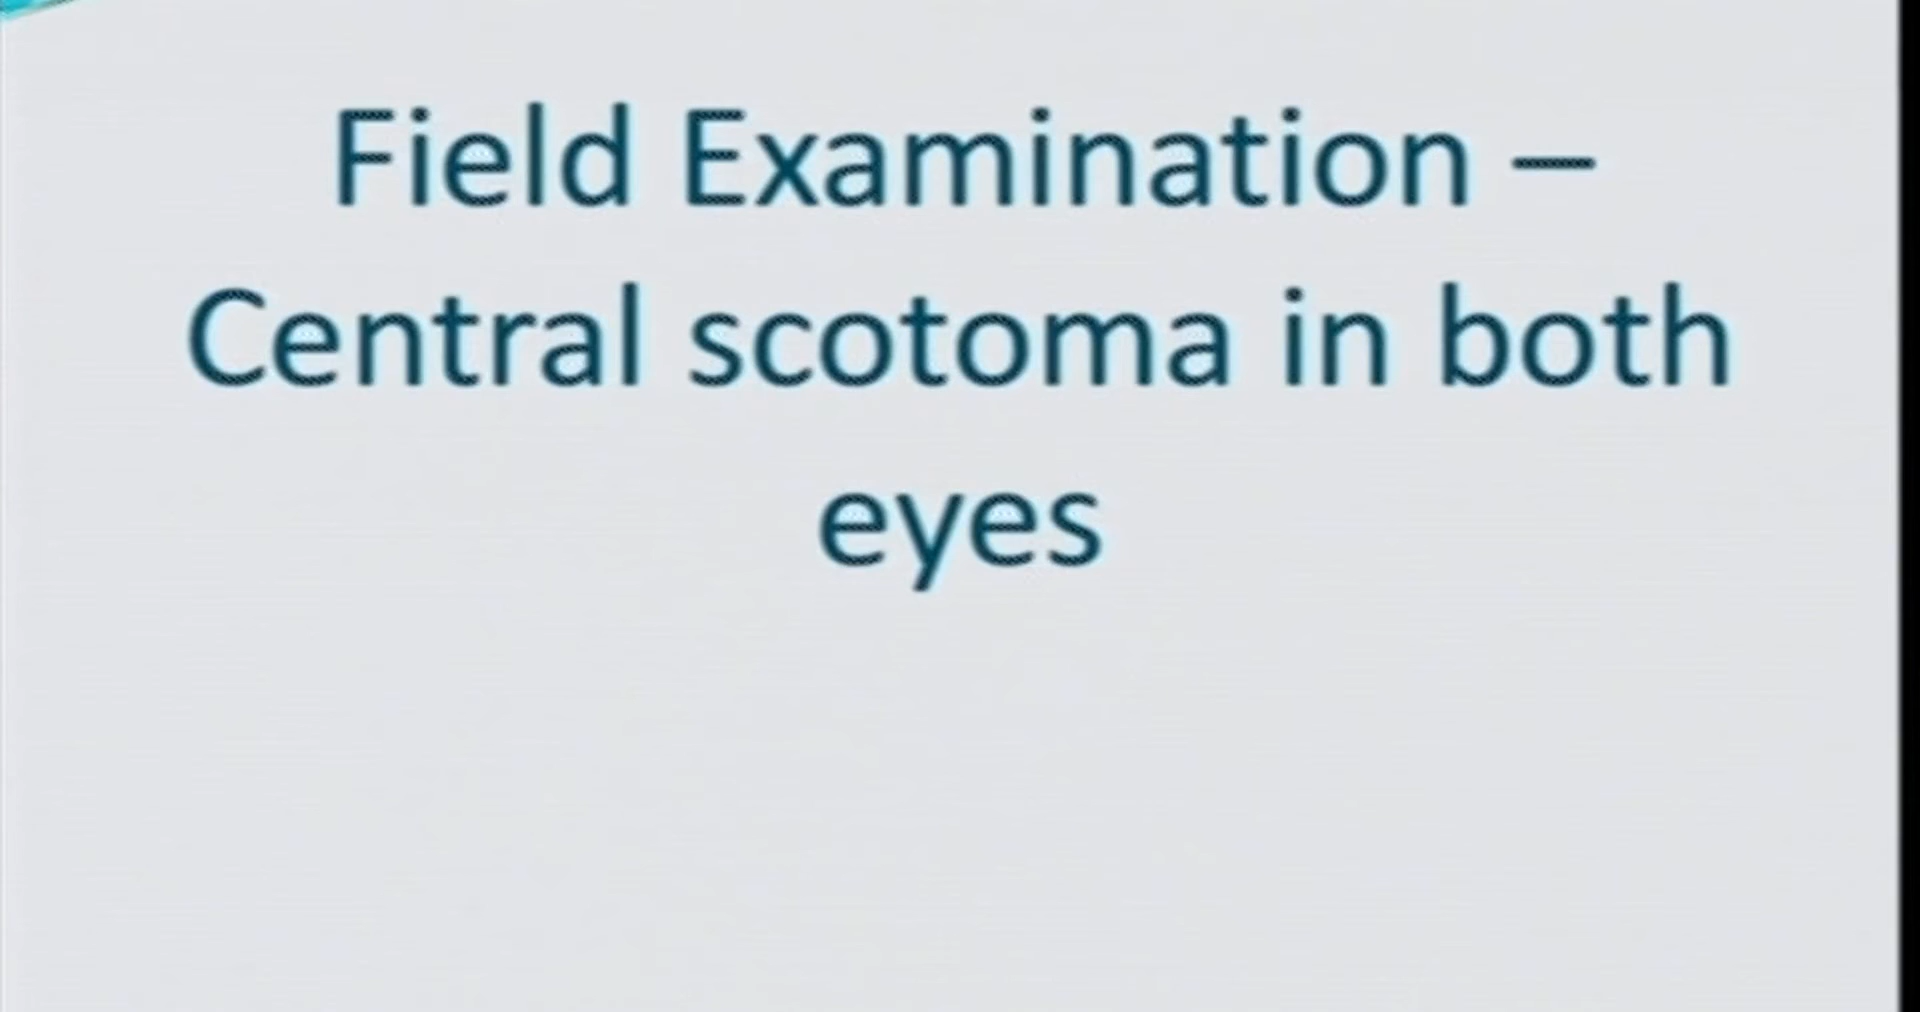 Field Examination –
Central scotoma in both
eyes